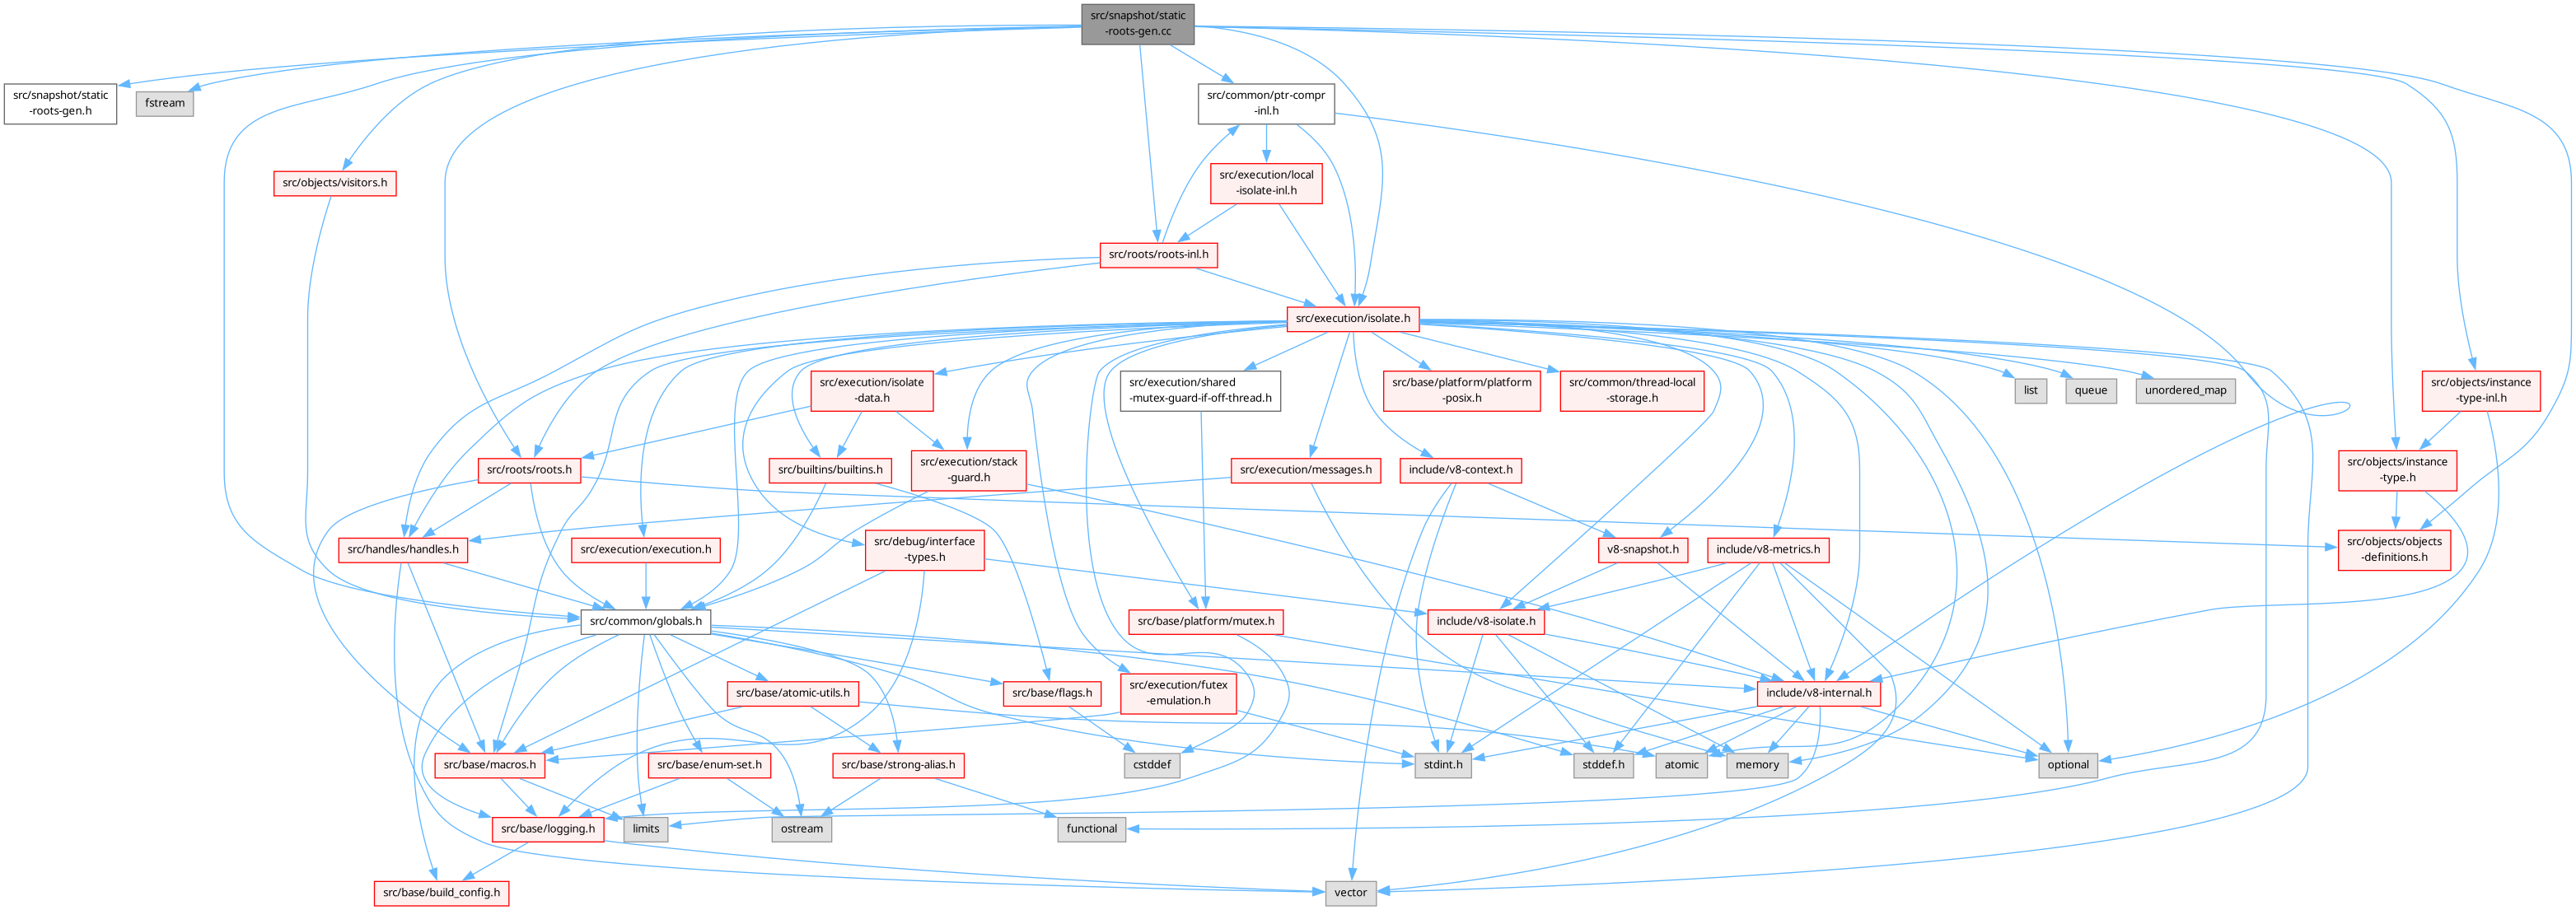 src/snapshot/static
-roots-gen.cc
src/snapshot/static
-roots-gen.h
fstream
src/common/ptr-compr
-inl.h
src/objects/visitors.h
src/execution/local
-isolate-inl.h
src/roots/roots-inl.h
src/execution/isolate.h
src/execution/isolate
-data.h
src/execution/shared
-mutex-guard-if-off-thread.h
src/base/platform/platform
-posix.h
src/common/thread-local
-storage.h
list
queue
unordered_map
src/objects/instance
-type-inl.h
src/roots/roots.h
src/builtins/builtins.h
src/execution/stack
-guard.h
src/execution/messages.h
include/v8-context.h
src/objects/instance
-type.h
src/handles/handles.h
src/execution/execution.h
src/debug/interface
-types.h
v8-snapshot.h
include/v8-metrics.h
src/objects/objects
-definitions.h
src/common/globals.h
src/base/platform/mutex.h
include/v8-isolate.h
src/base/atomic-utils.h
src/base/flags.h
src/execution/futex
-emulation.h
include/v8-internal.h
src/base/macros.h
src/base/enum-set.h
src/base/strong-alias.h
cstddef
stdint.h
stddef.h
atomic
memory
optional
src/base/logging.h
limits
ostream
functional
src/base/build_config.h
vector